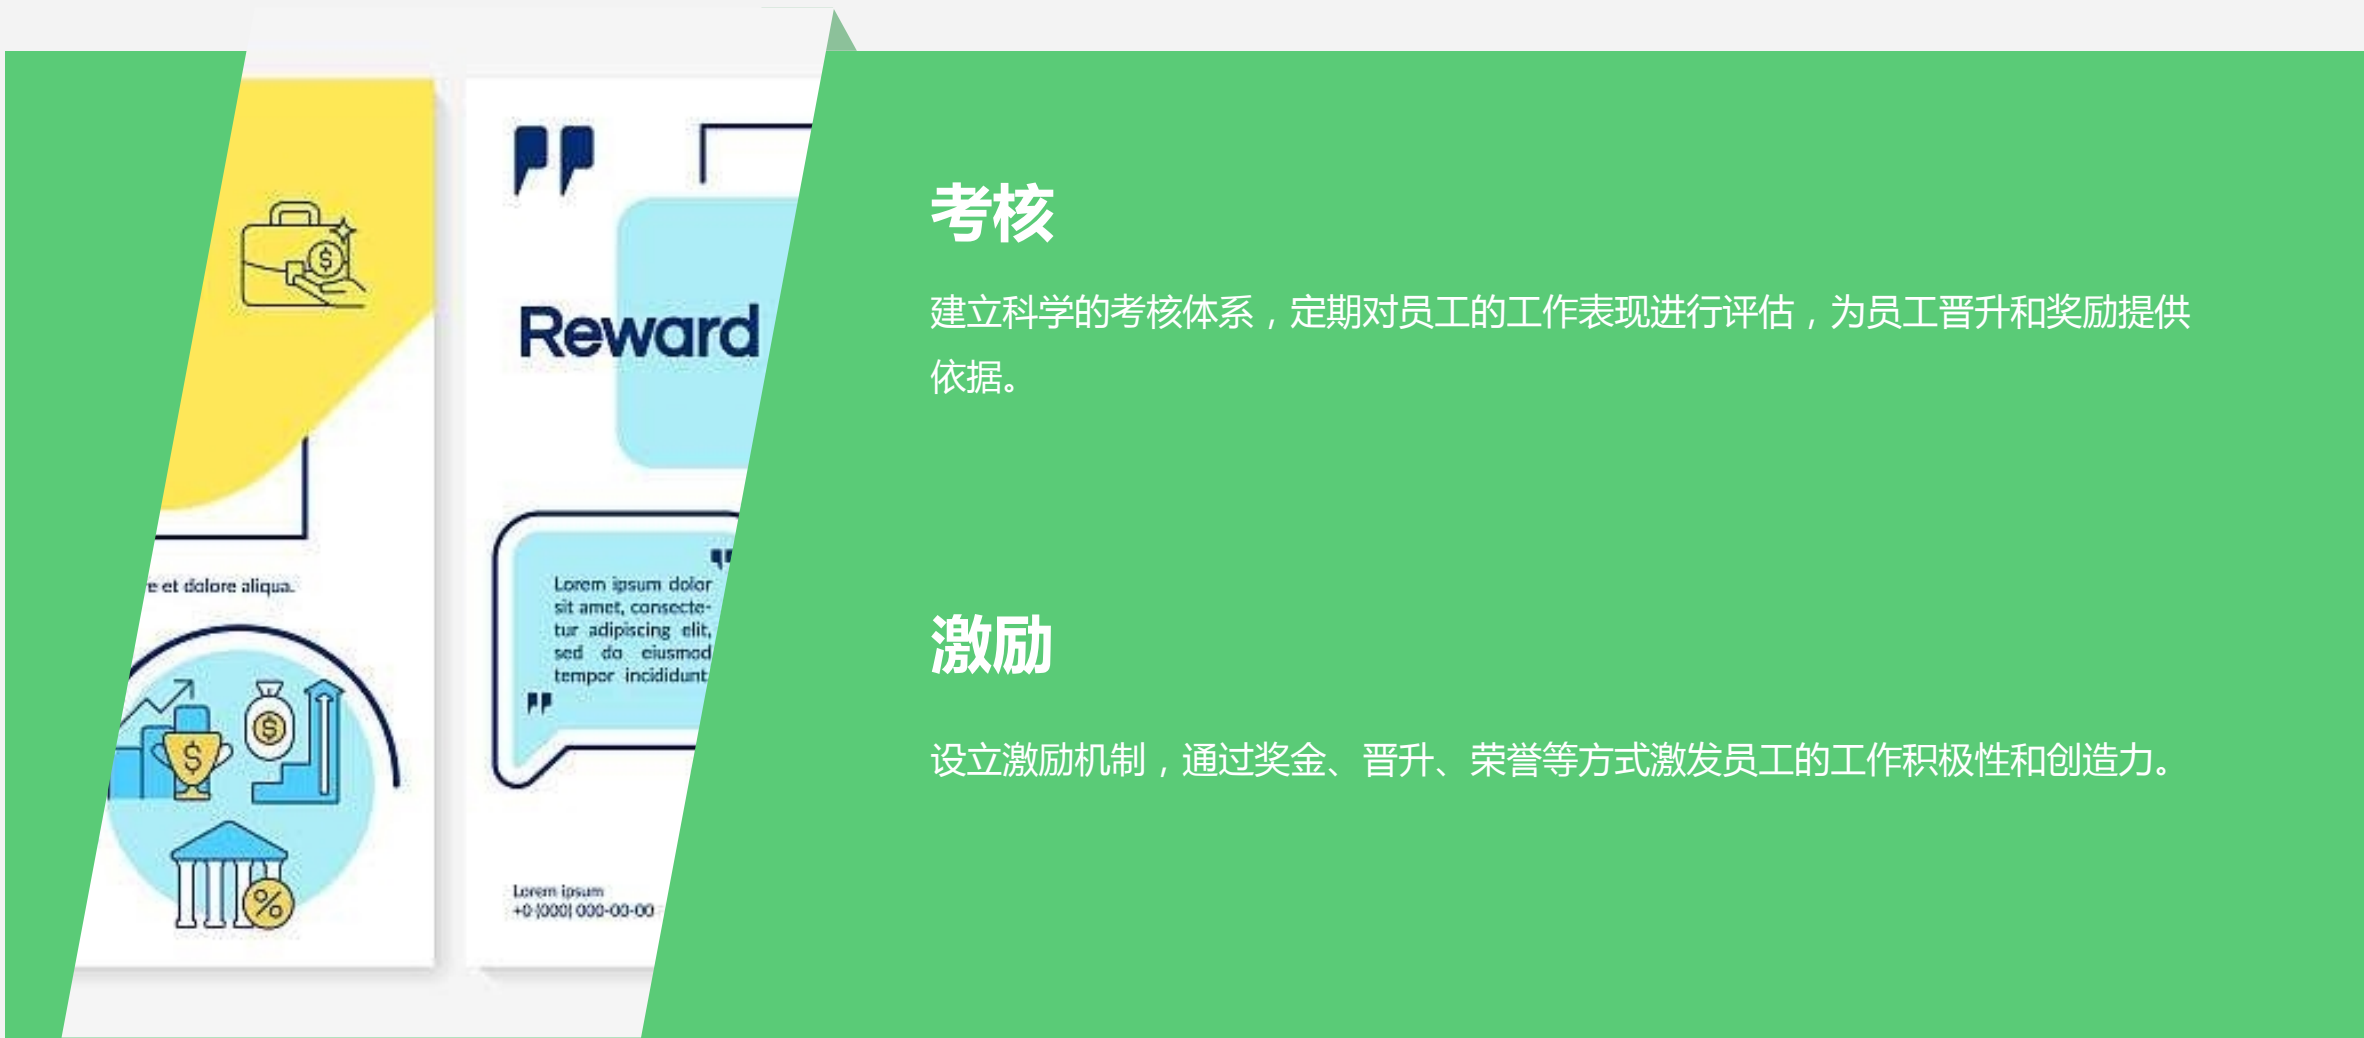 e et dolore aliqua.
Reward
Lorem ipsum dolor
sit amet, consecte-
tur adipiscing elit,
sed do eiusmod
tempor incididunt
Lorem ipsum
+0 (000) 000-00-00
考核
建立科学的考核体系，定期对员工的工作表现进行评估，为员工晋升和奖励提供
依据。
激励
设立激励机制，通过奖金、晋升、荣誉等方式激发员工的工作积极性和创造力。